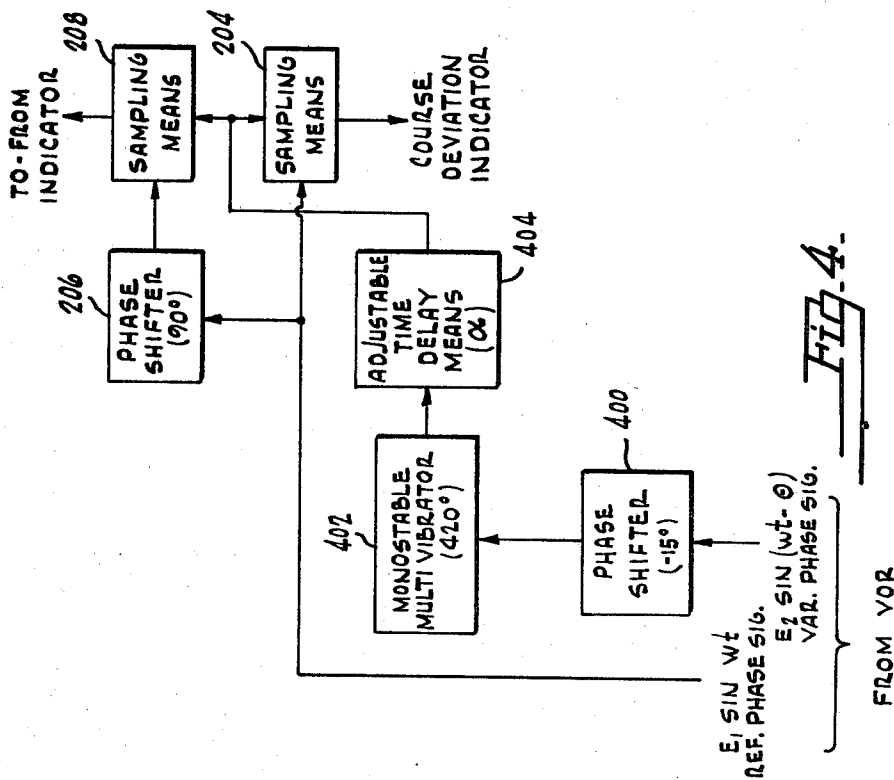 TO-FROM
INDICATOR
208
SAMPLING
MEANS
204
SAMPLING
MEANS
COURSE
DEVIATION
INDICATOR
206
PHASE
SHIFTER
(90°)
ADJUSTABLE
TIME
DELAY
MEANS
(α)
404
402
MONOSTABLE
MULTI VIBRATOR
(420°)
400
PHASE
SHIFTER
(-15°)
E1 SIN Wt
REF. PHASE SIG.
E2 SIN (wt-θ)
VAR. PHASE SIG.
FROM VOR
Fig. 4.